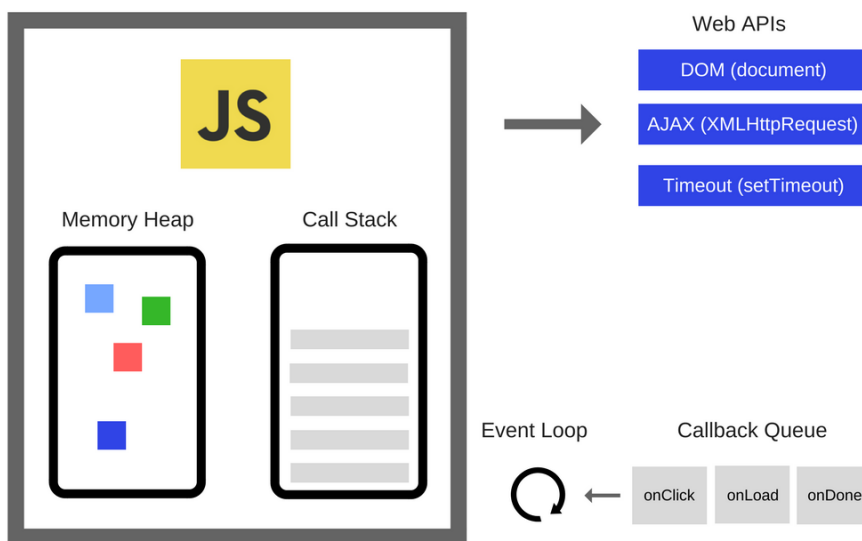 JS
Memory Heap
Call Stack
Web APIs
DOM (document)
AJAX (XMLHttpRequest)
Timeout (setTimeout)
Event Loop
Callback Queue
onClick
onLoad
onDone